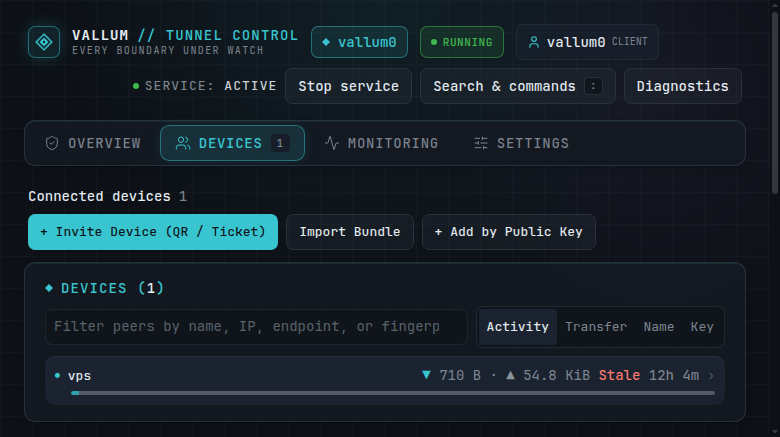 VALLUM // TUNNEL CONTROL
EVERY BOUNDARY UNDER WATCH
vallum0
RUNNING
vallum0 CLIENT
SERVICE: ACTIVE
Stop service
Search & commands :
Diagnostics
OVERVIEW
DEVICES 1
MONITORING
SETTINGS
Connected devices 1
+ Invite Device (QR / Ticket)
Import Bundle
+ Add by Public Key
DEVICES (1)
Filter peers by name, IP, endpoint, or fingerp
Activity
Transfer
Name
Key
vps
▼ 710 B · ▲ 54.8 KiB Stale 12h 4m ›